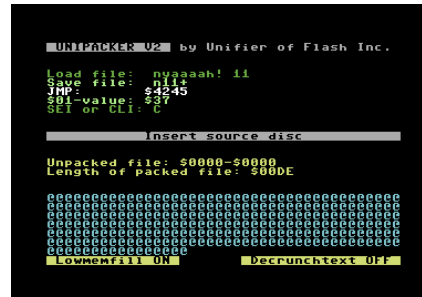 UNIPACKER V2 by Unifier of Flash Inc.
Load file: nyaaaah! 11
Save file: n11+
JMP: $4245
$01-value: $37
SEI or CLI: C
Insert source disc
Unpacked file: $0000-$0000
Length of packed file: $00DE
@@@@@@@@@@@@@@@@@@@@@@@@@@@@@@@@@@@@@@@@
@@@@@@@@@@@@@@@@@@@@@@@@@@@@@@@@@@@@@@@@
@@@@@@@@@@@@@@@@@@@@@@@@@@@@@@@@@@@@@@@@
@@@@@@@@@@@@@@@@@@@@@@@@@@@@@@@@@@@@@@@@
@@@@@@@@@@@@@@@@@@@@@@@@@@@@@@@@@@@@@@@@
@@@@@@@@@@@@@@@@@@@@@@@@@@@@@@@@@@@@@@@@
@@@@@@@@@@@@@@@@
Lowmemfill ON Decrunchtext OFF